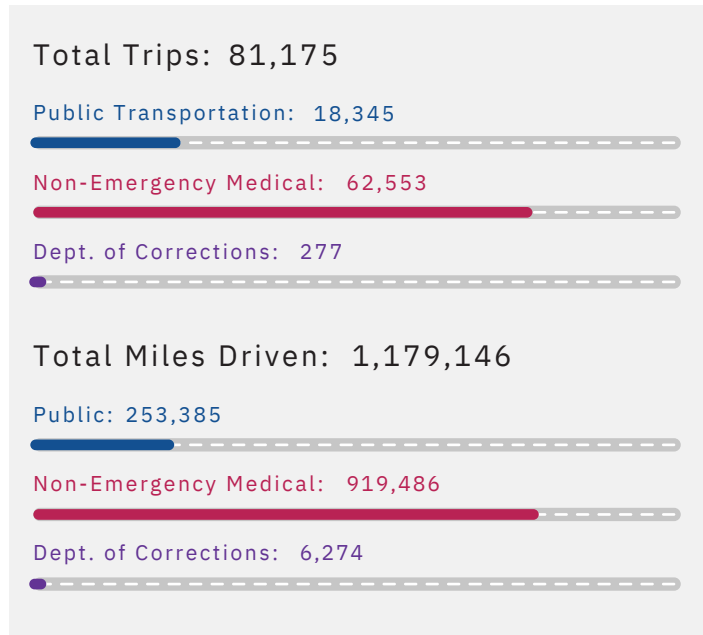 Total Trips: 81,175
Public Transportation: 18,345
Non-Emergency Medical: 62,553
Dept. of Corrections: 277
Total Miles Driven: 1,179,146
Public: 253,385
Non-Emergency Medical: 919,486
Dept. of Corrections: 6,274